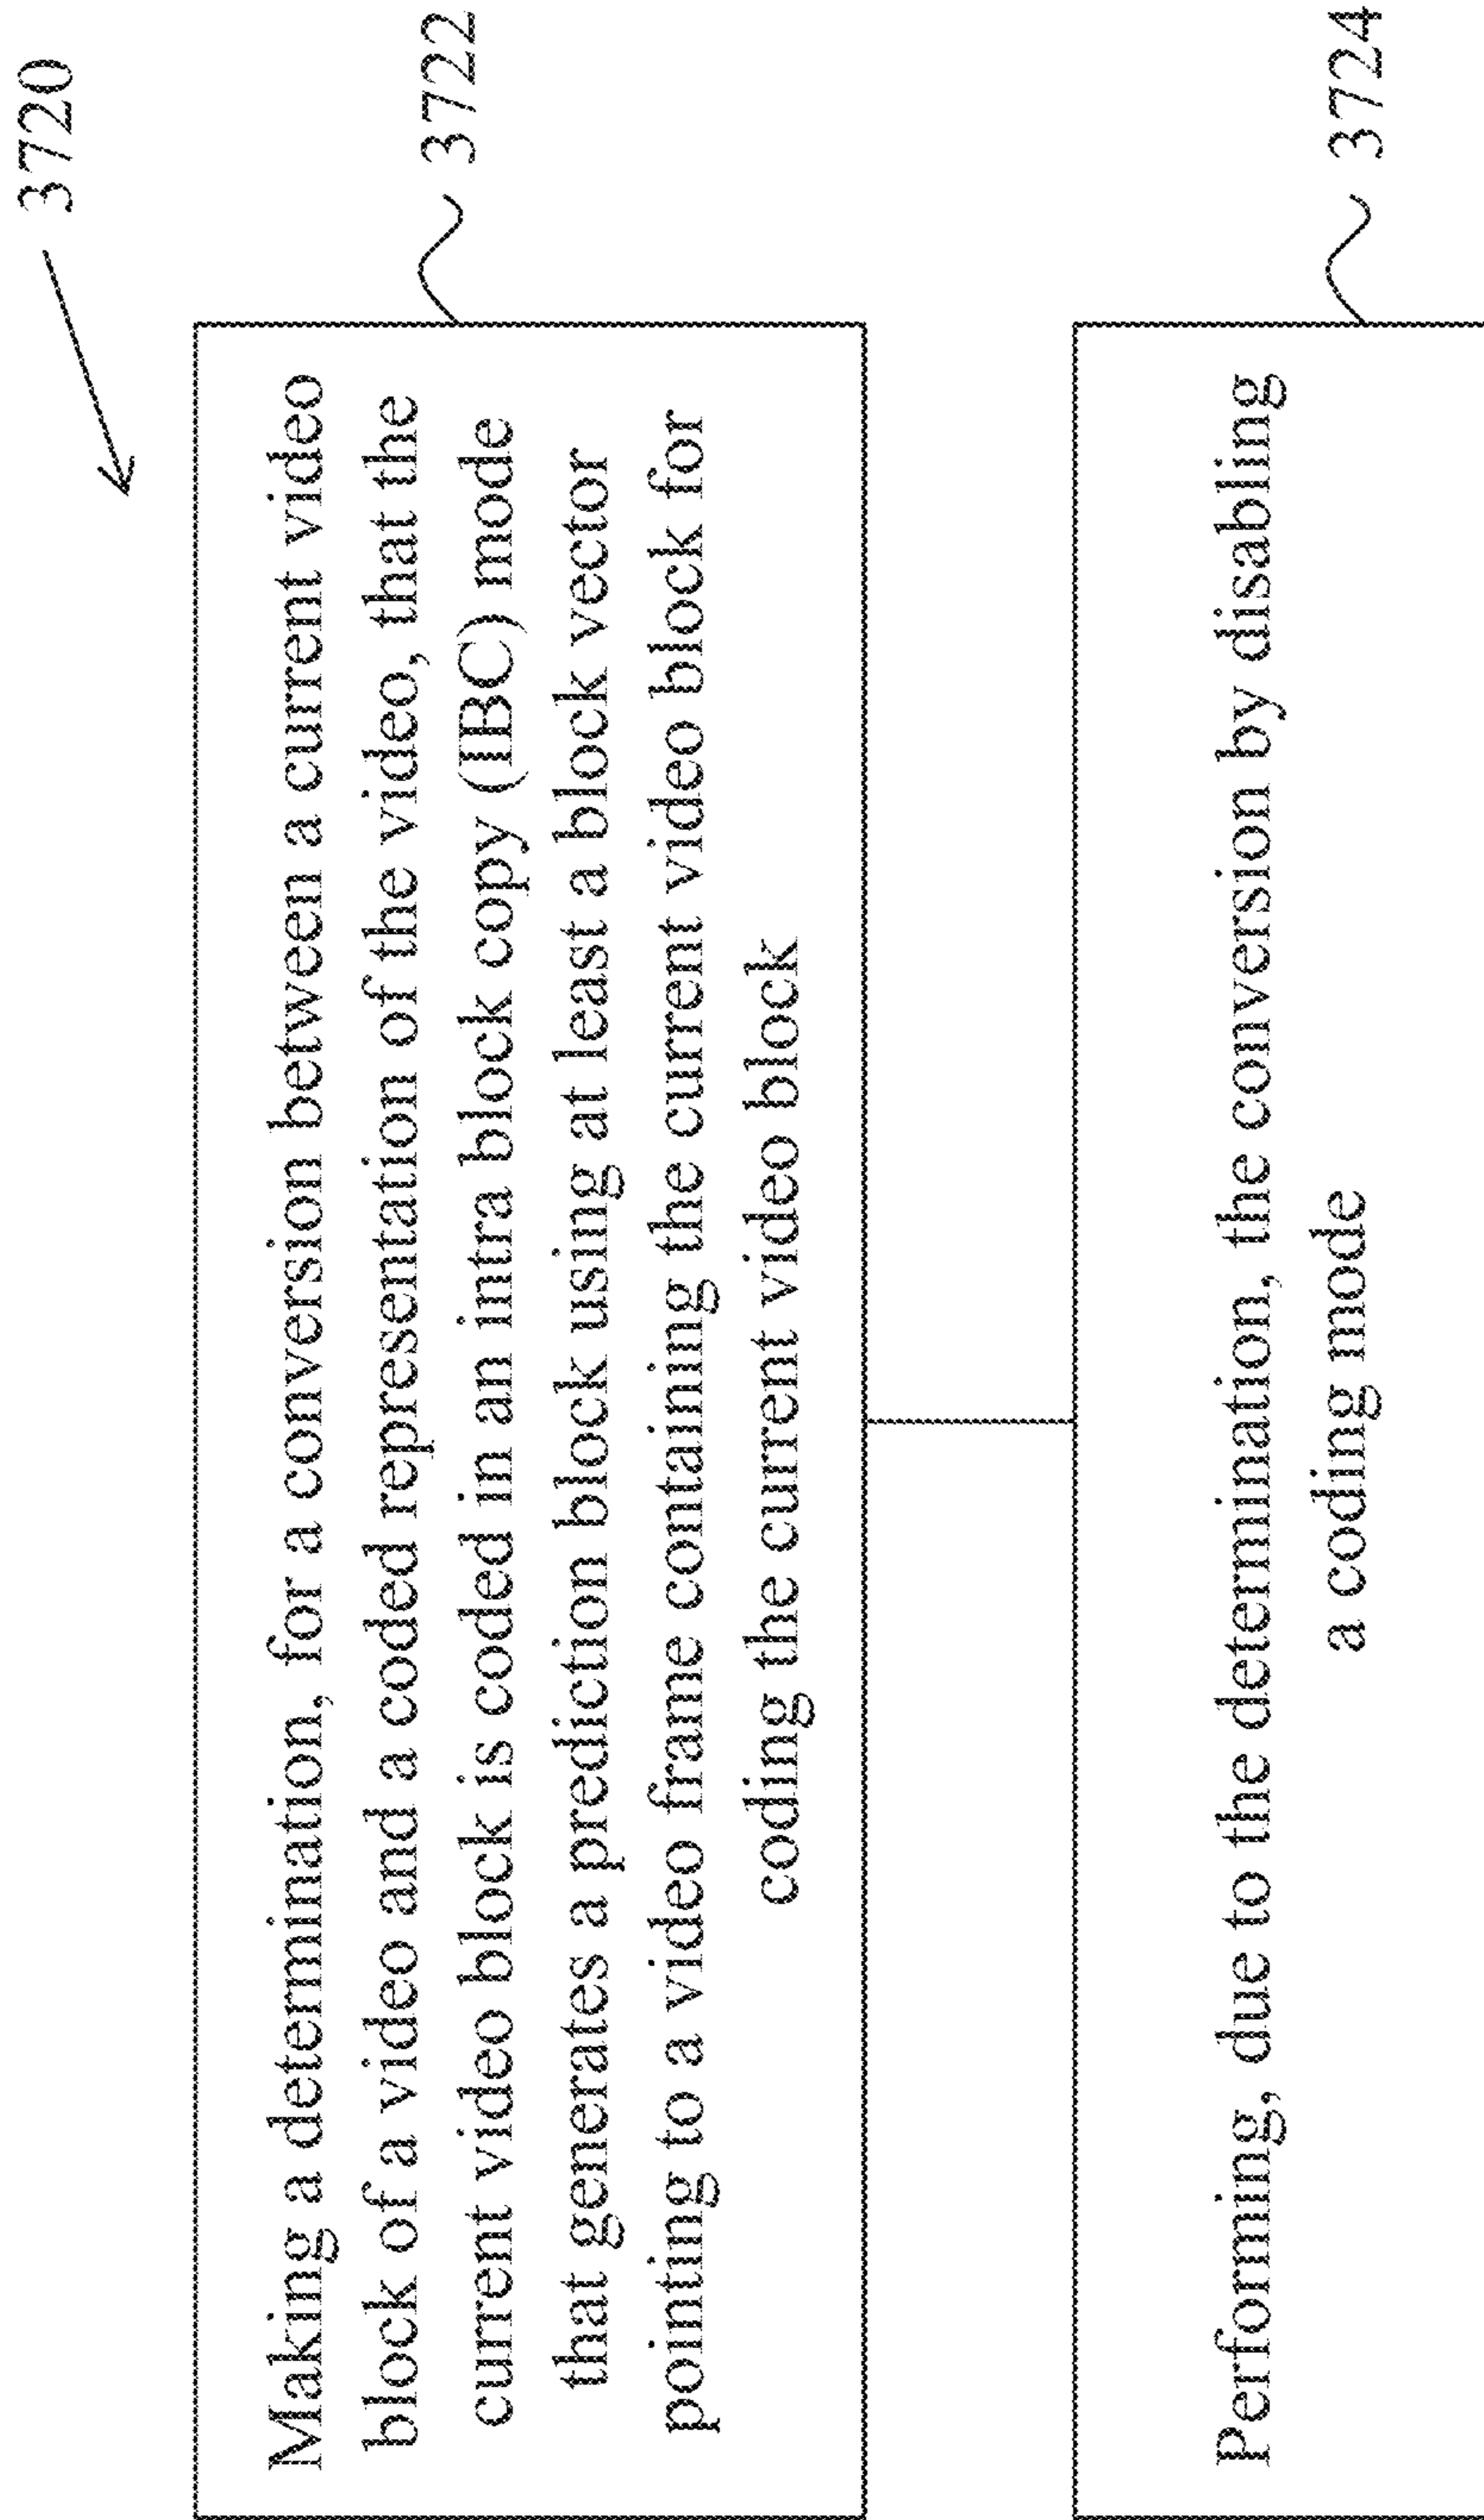 3720
Making a determination, for a conversion between a current video
block of a video and a coded representation of the video, that the
current video block is coded in an intra block copy (IBC) mode
that generates a prediction block using at least a block vector
pointing to a video frame containing the current video block for
coding the current video block
3722
Performing, due to the determination, the conversion by disabling
a coding mode
3724